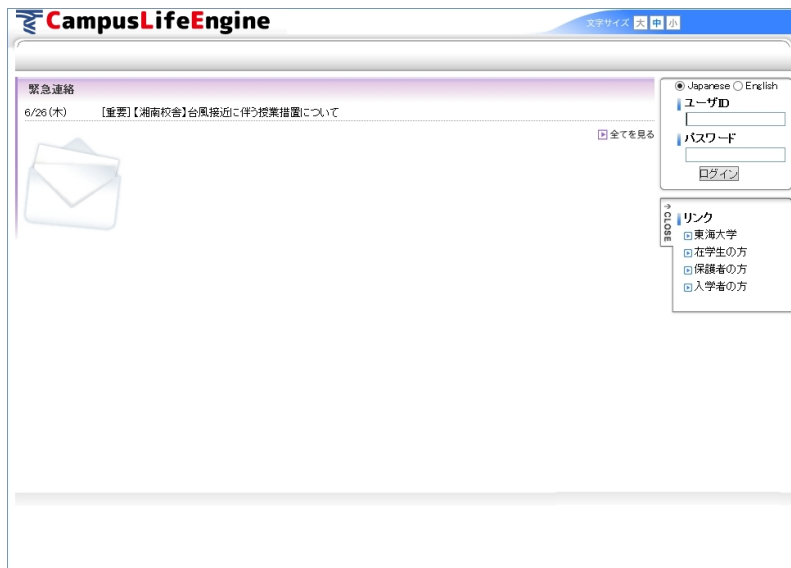 CampusLifeEngine
文字サイズ 大 中 小
緊急連絡
6/26(木) [重要]【湘南校舎】台風接近に伴う授業措置について
全てを見る
Japanese English
ユーザID
パスワード
ログイン
CLOSE
リンク
東海大学
在学生の方
保護者の方
入学者の方